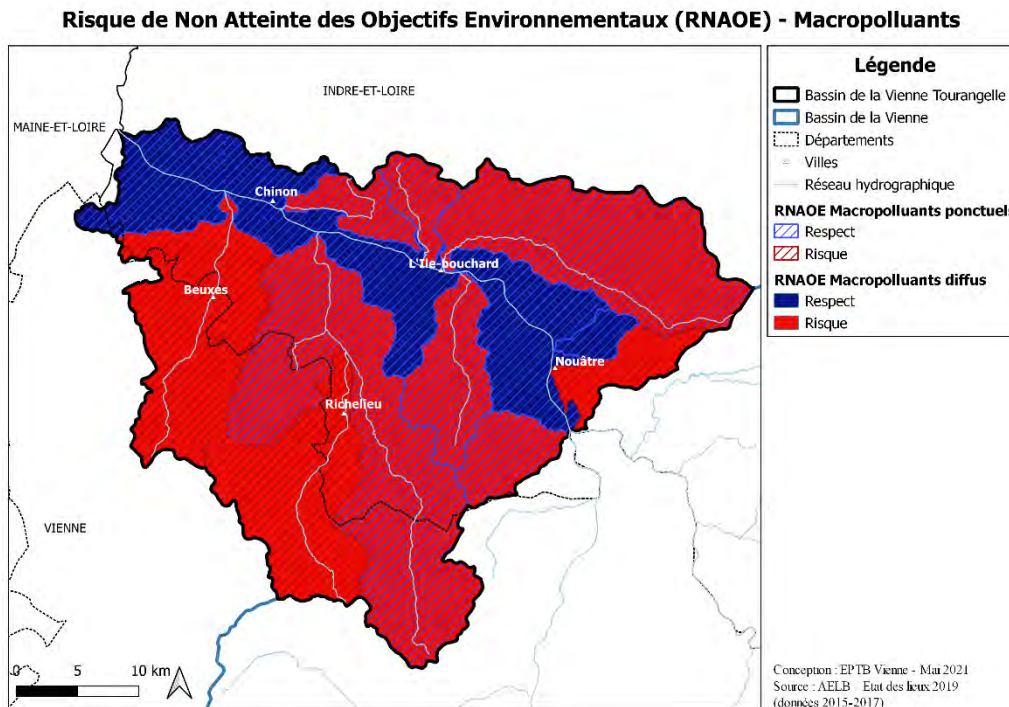 Risque de Non Atteinte des Objectifs Environnementaux (RNAOE) - Macropolluants
INDRE-ET-LOIRE
MAINE-ET-LOIRE
Chinon
L'Ile-bouchard
Beuxes
Nouâtre
Richelieu
VIENNE
0 5 10 km
Légende
Bassin de la Vienne Tourangelle
Bassin de la Vienne
Départements
Villes
Réseau hydrographique
RNAOE Macropolluants ponctuels
Respect
Risque
RNAOE Macropolluants diffus
Respect
Risque
Conception : EPTB Vienne - Mai 2021
Source : AELB Etat des lieux 2019
(données 2015-2017)